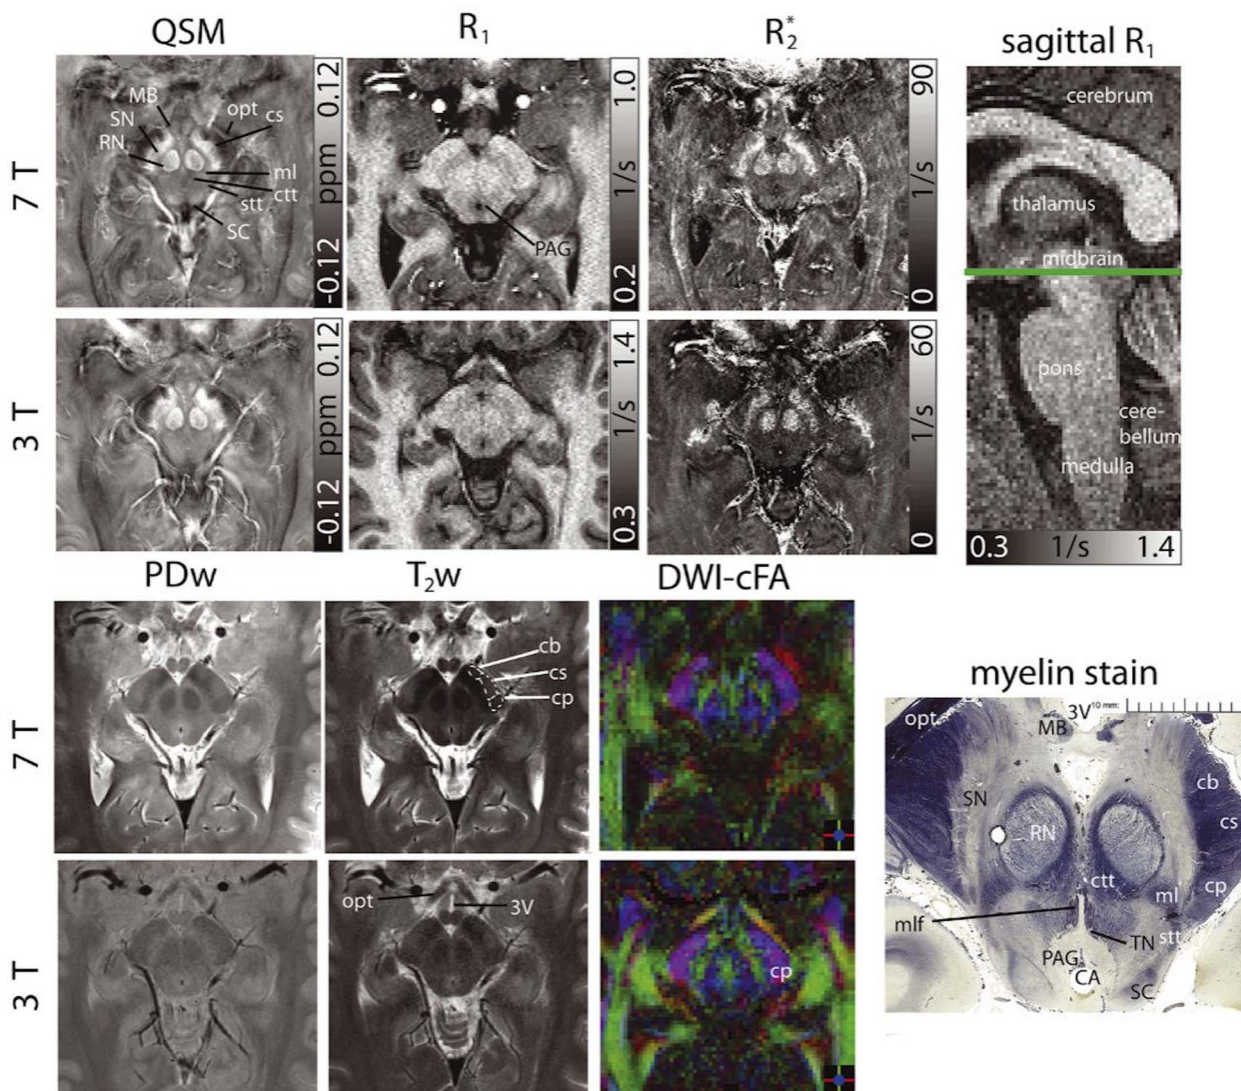 QSM
R₁
R₂*
sagittal R₁
7 T
MB
SN
RN
opt
cs
ml
ctt
stt
SC
0.12
ppm
-0.12
PAG
1.0
1/s
0.2
90
1/s
0
cerebrum
thalamus
midbrain
pons
cere-
bellum
medulla
0.3 1/s 1.4
3 T
0.12
ppm
-0.12
1.4
1/s
0.3
60
1/s
0
PDw
T₂w
DWI-cFA
7 T
cb
cs
cp
3 T
opt
3V
cp
myelin stain
opt
3V
10 mm
MB
cb
SN
RN
cs
ctt
ml
cp
mlf
TN
stt
PAG
CA
SC